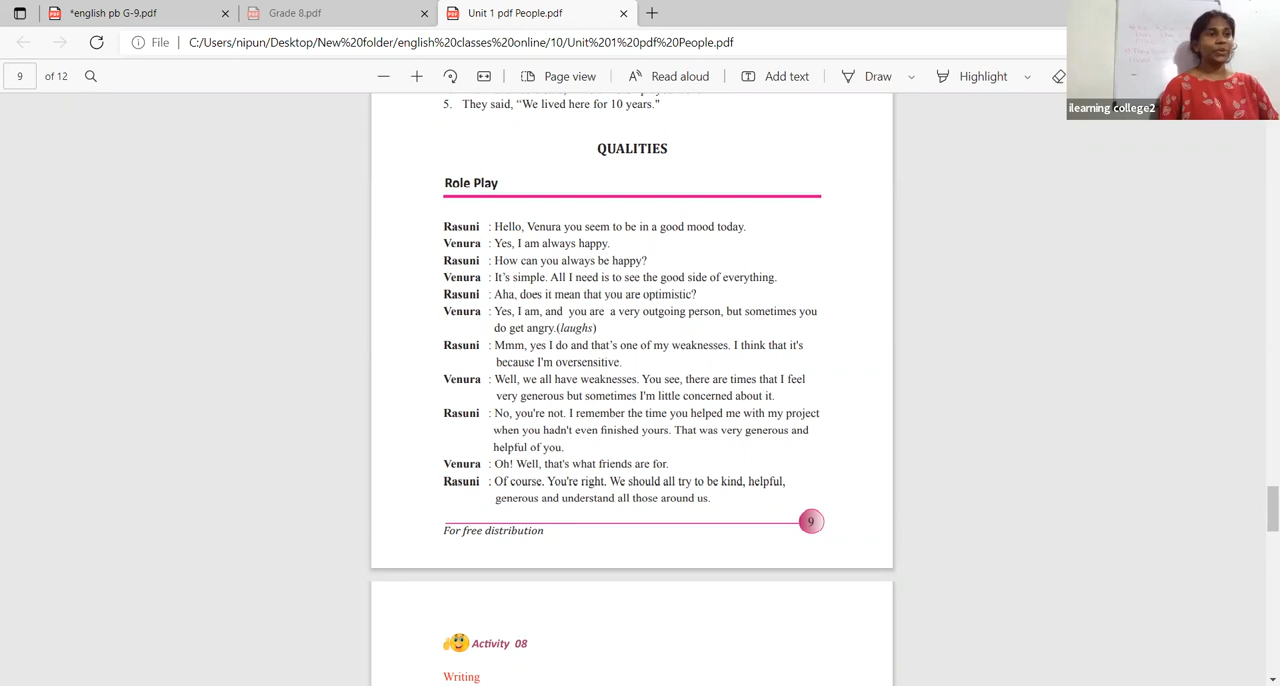 *english pb G-9.pdf
Grade 8.pdf
Unit 1 pdf People.pdf
File
C:/Users/nipun/Desktop/New%20folder/english%20classes%20online/10/Unit%201%20pdf%20People.pdf
9 of 12
Page view
Read aloud
Add text
Draw
Highlight
ilearning college2
5. They said, “We lived here for 10 years."
QUALITIES
Role Play
Rasuni : Hello, Venura you seem to be in a good mood today.
Venura : Yes, I am always happy.
Rasuni : How can you always be happy?
Venura : It’s simple. All I need is to see the good side of everything.
Rasuni : Aha, does it mean that you are optimistic?
Venura : Yes, I am, and you are a very outgoing person, but sometimes you
do get angry.(laughs)
Rasuni : Mmm, yes I do and that’s one of my weaknesses. I think that it's
because I'm oversensitive.
Venura : Well, we all have weaknesses. You see, there are times that I feel
very generous but sometimes I'm little concerned about it.
Rasuni : No, you're not. I remember the time you helped me with my project
when you hadn't even finished yours. That was very generous and
helpful of you.
Venura : Oh! Well, that's what friends are for.
Rasuni : Of course. You're right. We should all try to be kind, helpful,
generous and understand all those around us.
9
For free distribution
Activity 08
Writing